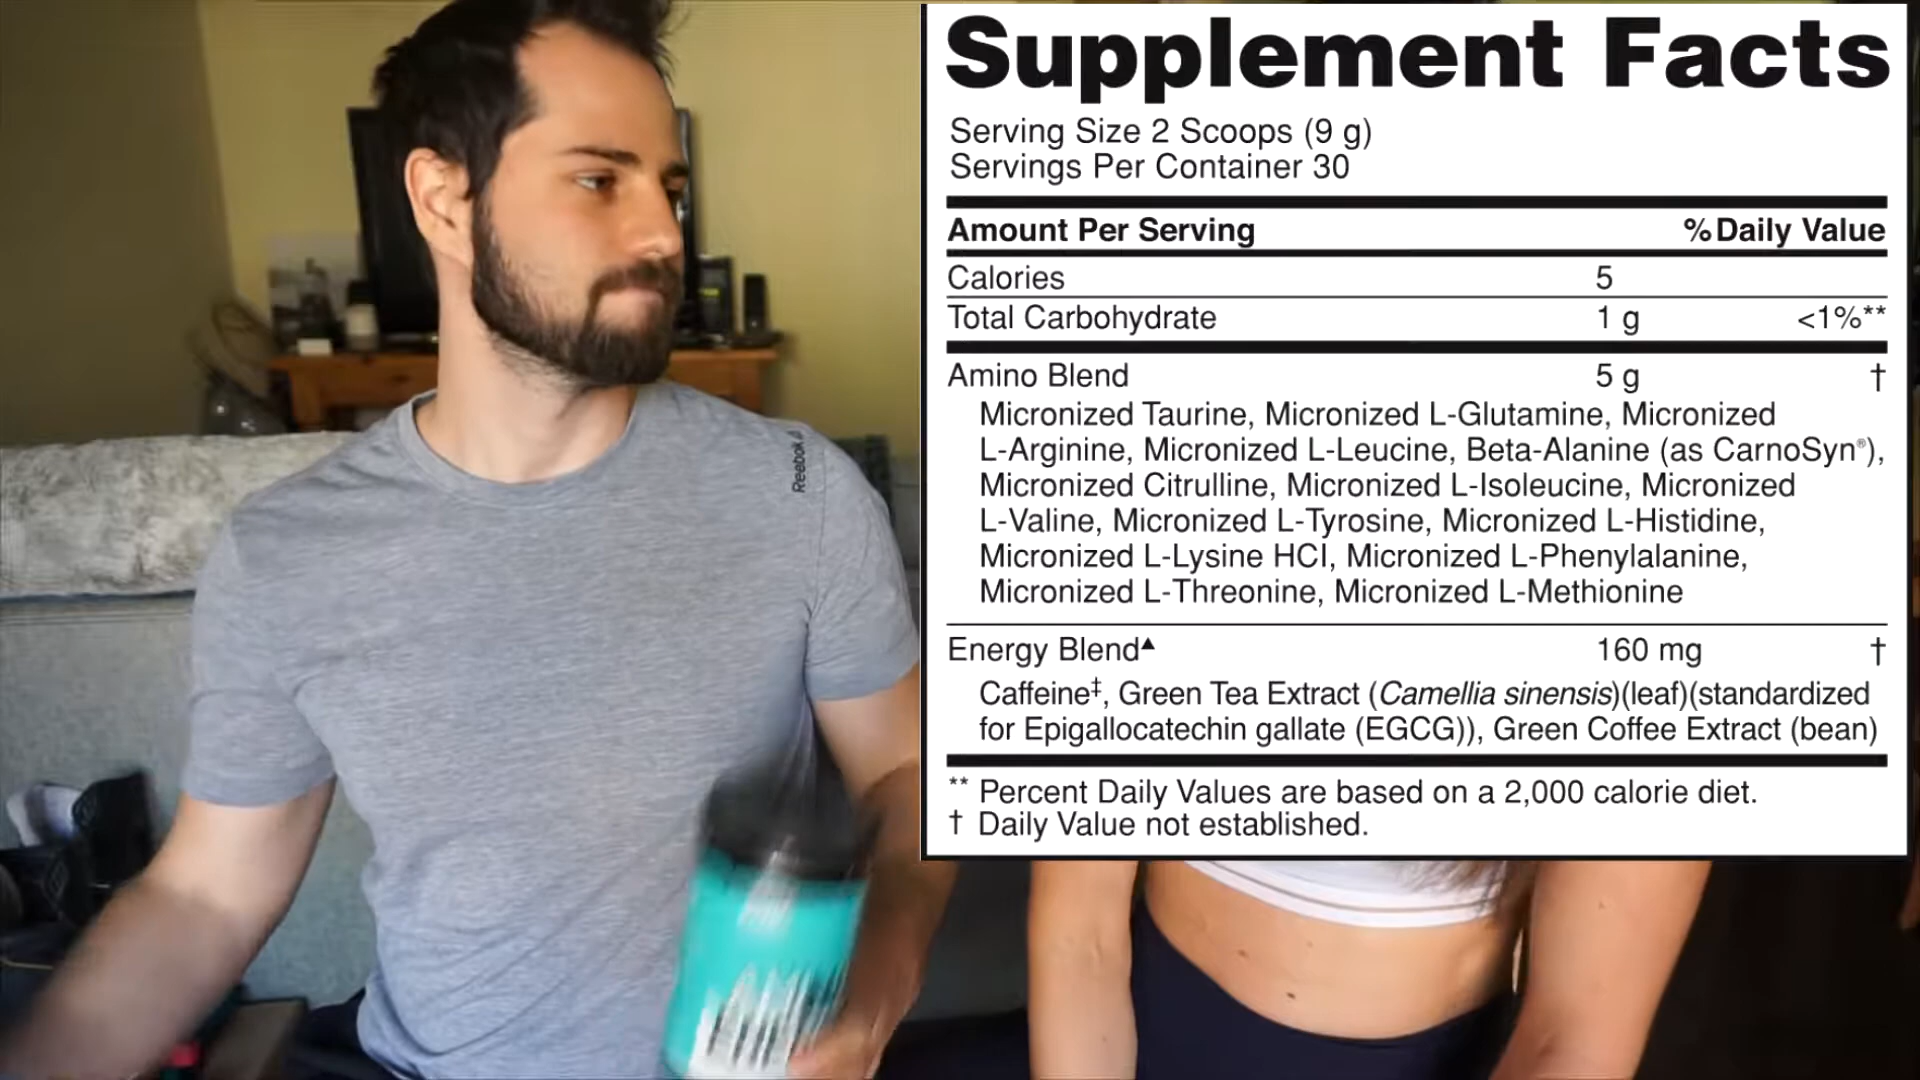 Supplement Facts
Serving Size 2 Scoops (9 g)
Servings Per Container 30
Amount Per Serving %Daily Value
Calories 5
Total Carbohydrate 1 g <1%**
Amino Blend 5 g †
Micronized Taurine, Micronized L-Glutamine, Micronized
L-Arginine, Micronized L-Leucine, Beta-Alanine (as CarnoSyn®),
Micronized Citrulline, Micronized L-Isoleucine, Micronized
L-Valine, Micronized L-Tyrosine, Micronized L-Histidine,
Micronized L-Lysine HCl, Micronized L-Phenylalanine,
Micronized L-Threonine, Micronized L-Methionine
Energy Blend▲ 160 mg †
Caffeine‡, Green Tea Extract (Camellia sinensis)(leaf)(standardized
for Epigallocatechin gallate (EGCG)), Green Coffee Extract (bean)
** Percent Daily Values are based on a 2,000 calorie diet.
† Daily Value not established.
Reebok